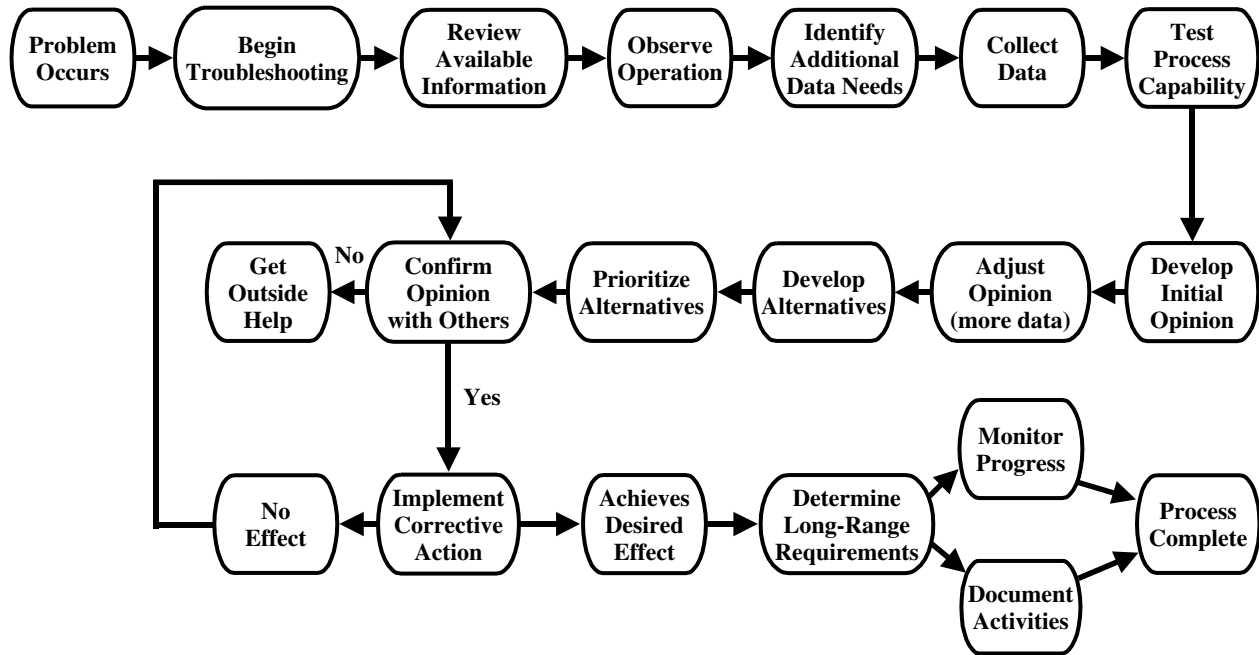 Problem
Occurs
Begin
Troubleshooting
Review
Available
Information
Observe
Operation
Identify
Additional
Data Needs
Collect
Data
Test
Process
Capability
Get
Outside
Help
No
Confirm
Opinion
with Others
Prioritize
Alternatives
Develop
Alternatives
Adjust
Opinion
(more data)
Develop
Initial
Opinion
Yes
No
Effect
Implement
Corrective
Action
Achieves
Desired
Effect
Determine
Long-Range
Requirements
Monitor
Progress
Document
Activities
Process
Complete